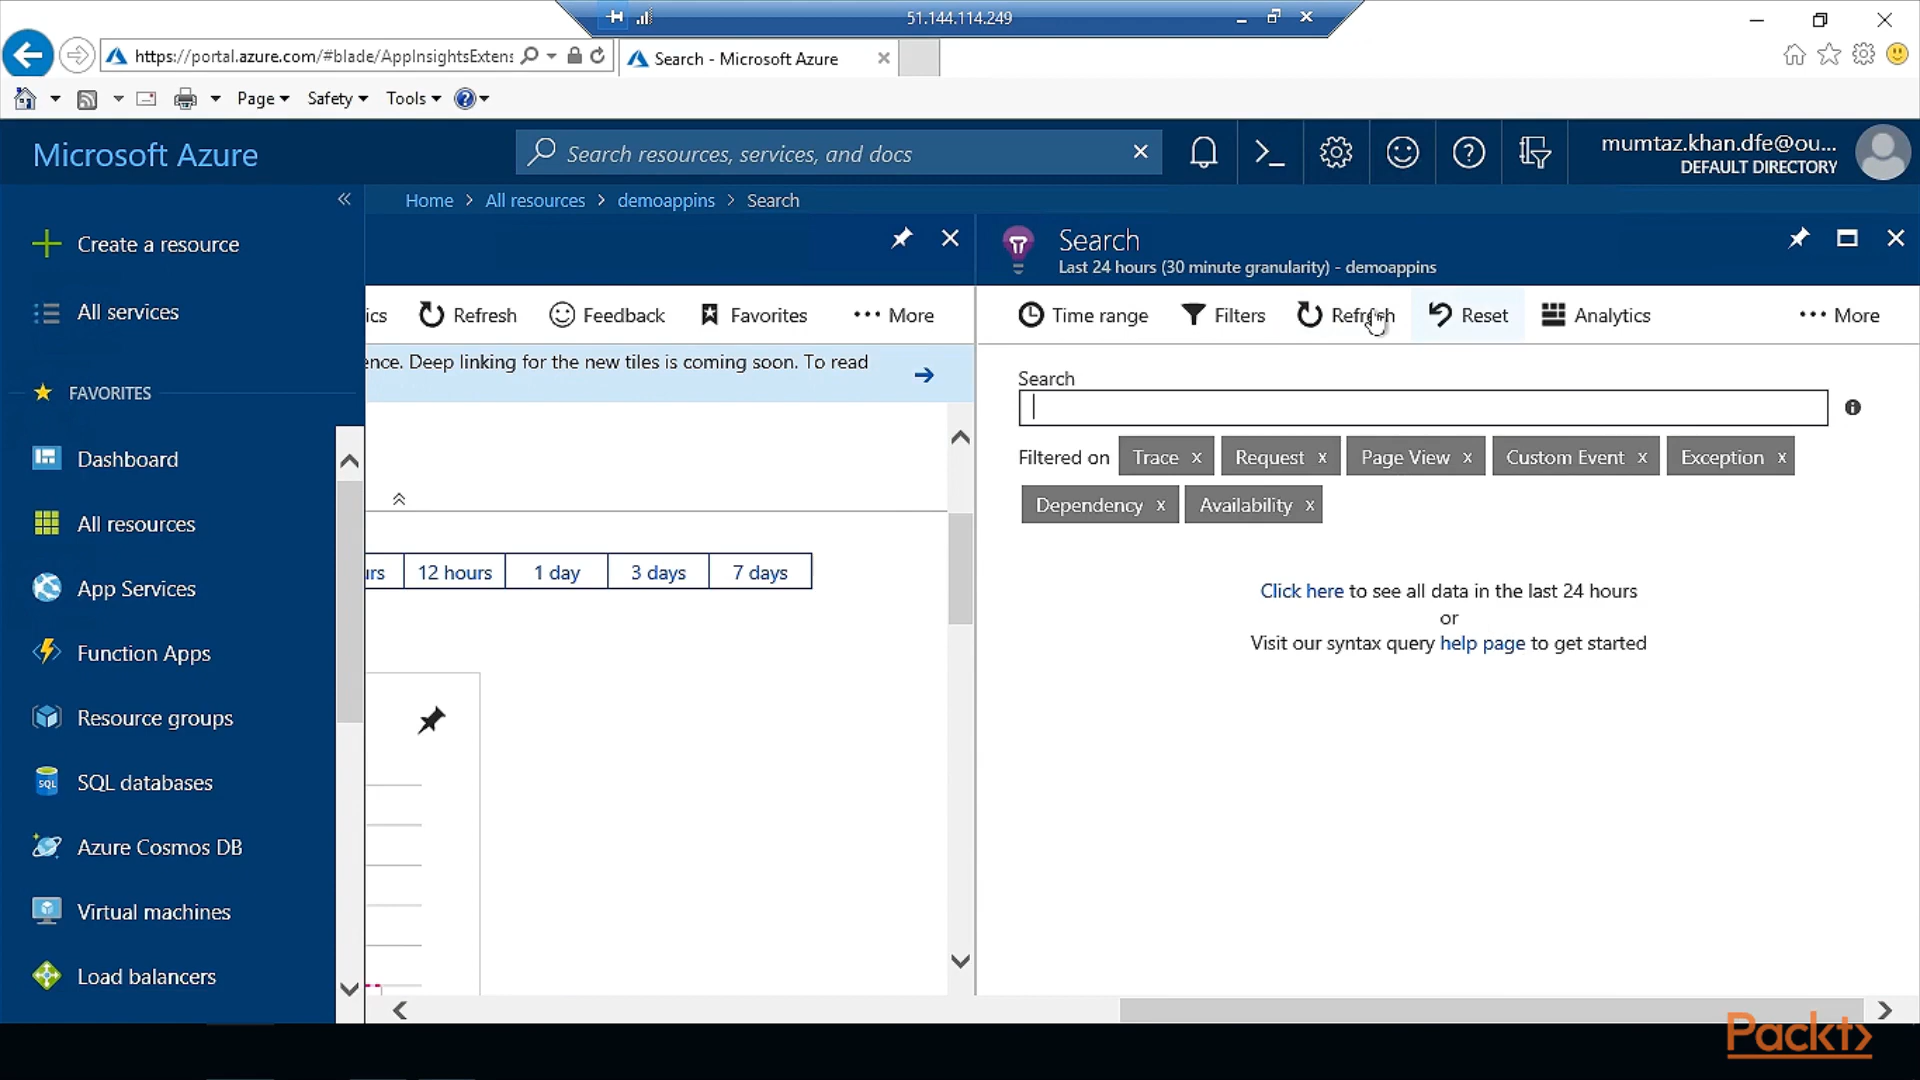 51.144.114.249
https://portal.azure.com/#blade/AppInsightsExtens
Search - Microsoft Azure
Page
Safety
Tools
Microsoft Azure
Search resources, services, and docs
mumtaz.khan.dfe@ou...
DEFAULT DIRECTORY
Home > All resources > demoappins > Search
Create a resource
All services
FAVORITES
Dashboard
All resources
App Services
Function Apps
Resource groups
SQL databases
Azure Cosmos DB
Virtual machines
Load balancers
ics Refresh Feedback Favorites ... More
ence. Deep linking for the new tiles is coming soon. To read
urs 12 hours 1 day 3 days 7 days
Search
Last 24 hours (30 minute granularity) - demoappins
Time range Filters Refresh Reset Analytics ... More
Search
Filtered on Trace x Request x Page View x Custom Event x Exception x
Dependency x Availability x
Click here to see all data in the last 24 hours
or
Visit our syntax query help page to get started
Packt>